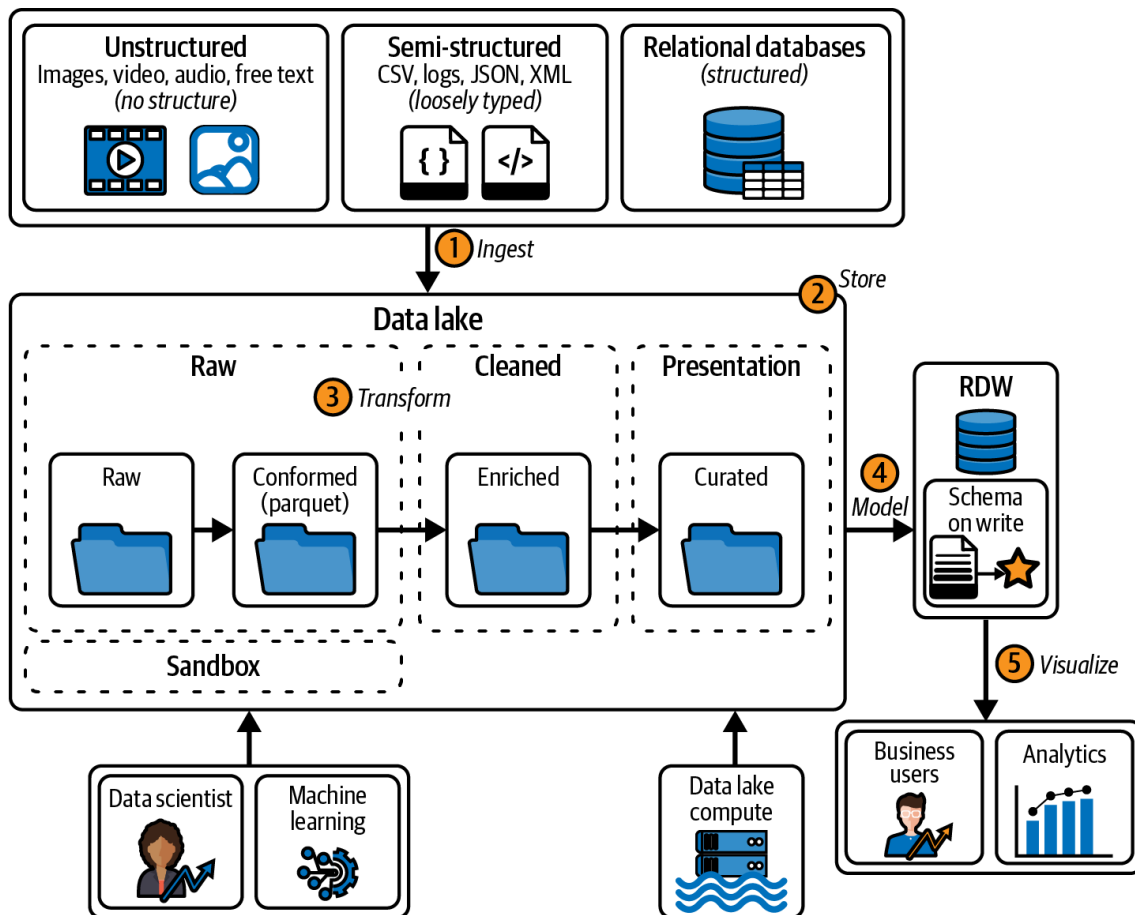 Unstructured
Images, video, audio, free text
(no structure)
Semi-structured
CSV, logs, JSON, XML
(loosely typed)
{ }
</>
Relational databases
(structured)
1 Ingest
2 Store
Data lake
Raw
Cleaned
Presentation
3 Transform
Raw
Conformed
(parquet)
Enriched
Curated
Sandbox
4
Model
RDW
Schema
on write
5 Visualize
Data scientist
Machine
learning
Data lake
compute
Business
users
Analytics